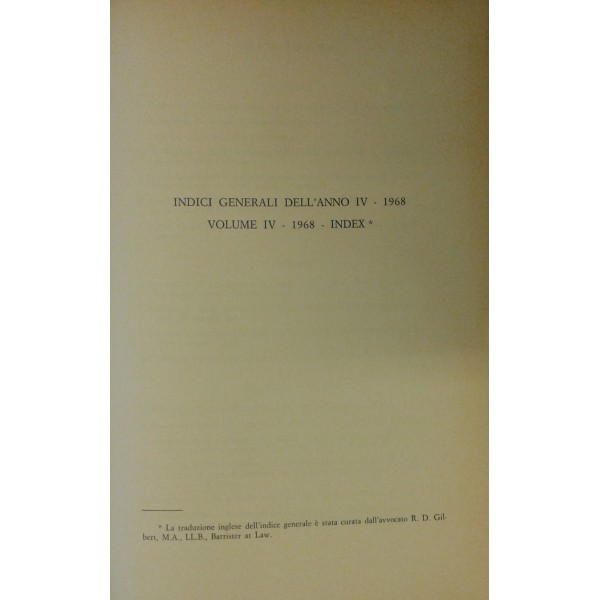 INDICI GENERALI DELL'ANNO IV - 1968
VOLUME IV - 1968 - INDEX *
* La traduzione inglese dell'indice generale è stata curata dall'avvocato R. D. Gil-
bert, M.A., LL.B., Barrister at Law.